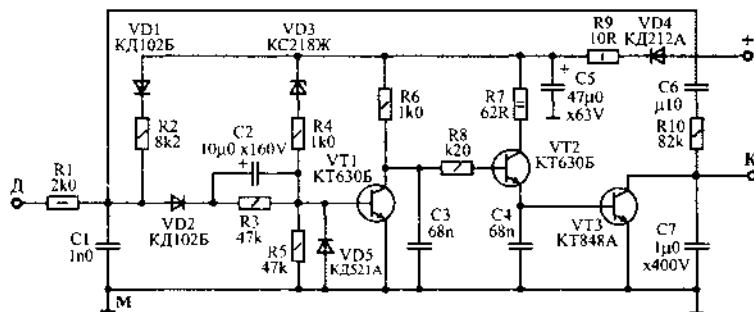 VD1
КД102Б
VD3
КС218Ж
R9
10R
VD4
КД212А
+
R2
8k2
C2
10µ0 x160V
+
R4
1k0
R6
1k0
R7
62R
+
C5
47µ0
x63V
C6
µ10
R10
82k
R1
2k0
Д
VT1
КТ630Б
R8
k20
VT2
КТ630Б
К
C1
1n0
VD2
КД102Б
R3
47k
R5
47k
VD5
КД521А
C3
68n
C4
68n
VT3
КТ848А
C7
1µ0
x400V
М